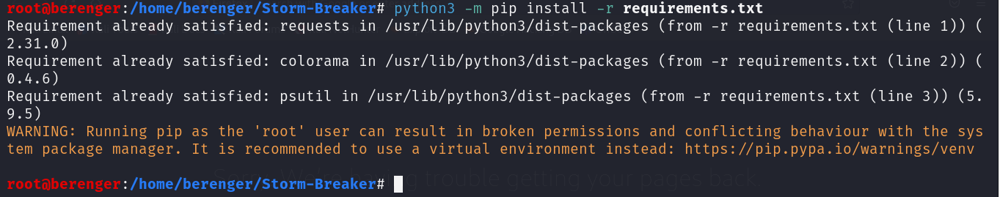 root@berenger:/home/berenger/Storm-Breaker# python3 -m pip install -r requirements.txt
Requirement already satisfied: requests in /usr/lib/python3/dist-packages (from -r requirements.txt (line 1)) (
2.31.0)
Requirement already satisfied: colorama in /usr/lib/python3/dist-packages (from -r requirements.txt (line 2)) (
0.4.6)
Requirement already satisfied: psutil in /usr/lib/python3/dist-packages (from -r requirements.txt (line 3)) (5.
9.5)
WARNING: Running pip as the 'root' user can result in broken permissions and conflicting behaviour with the sys
tem package manager. It is recommended to use a virtual environment instead: https://pip.pypa.io/warnings/venv
root@berenger:/home/berenger/Storm-Breaker#
trouble getting your pages back